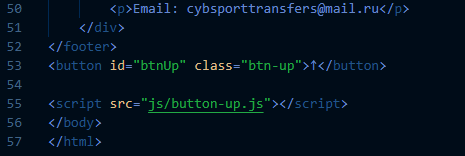 50 <p>Email: cybsporttransfers@mail.ru</p>
51 </div>
52 </footer>
53 <button id="btnUp" class="btn-up">↑</button>
54
55 <script src="js/button-up.js"></script>
56 </body>
57 </html>